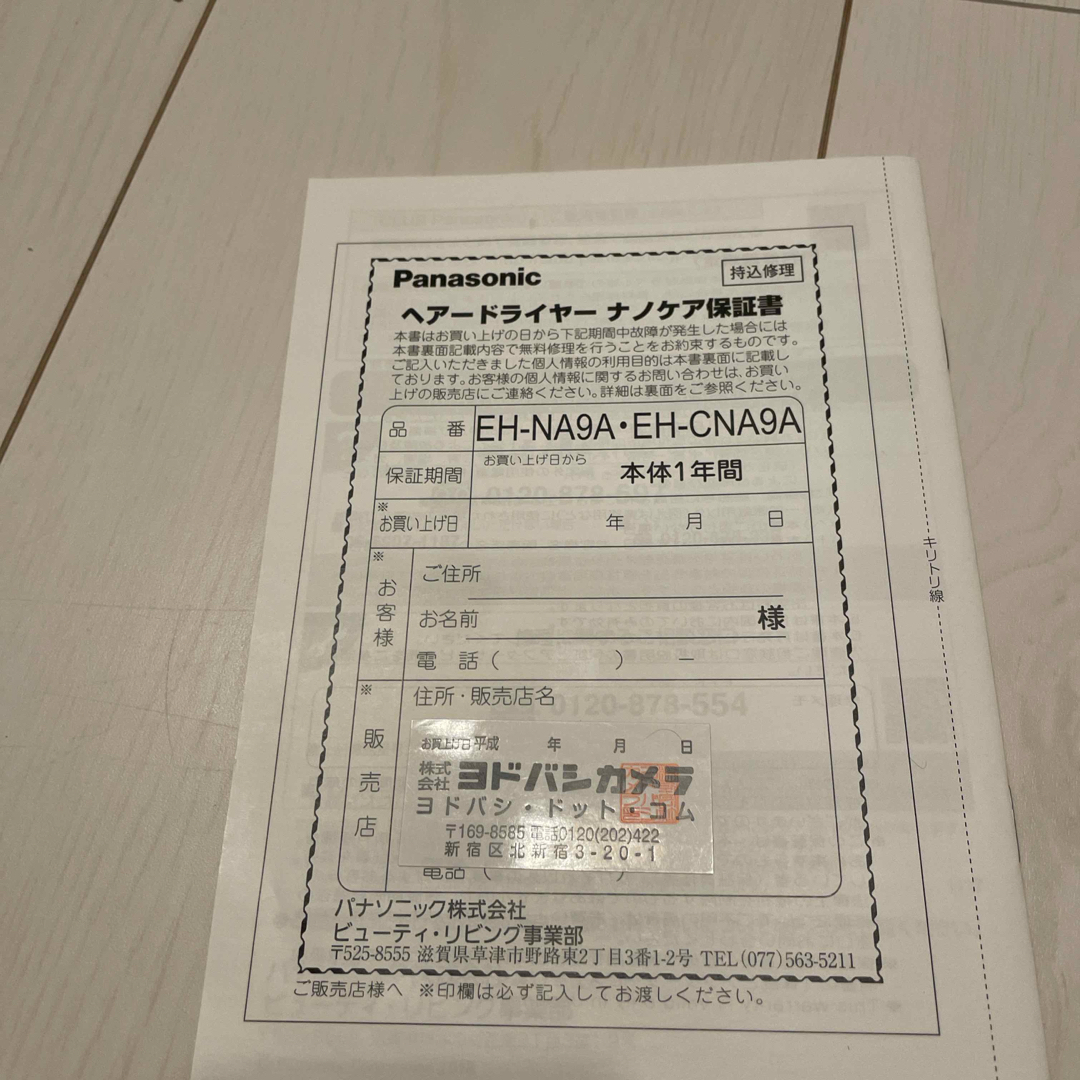 Panasonic
持込修理
ヘアードライヤー ナノケア保証書
本書はお買い上げの日から下記期間中故障が発生した場合には
本書裏面記載内容で無料修理を行うことをお約束するものです。
ご記入いただきました個人情報の利用目的は本書裏面に記載し
ております。お客様の個人情報に関するお問い合わせは、お買い
上げの販売店にご連絡ください。詳細は裏面をご参照ください。
品 番 EH-NA9A・EH-CNA9A
保証期間 お買い上げ日から 本体1年間
※お買い上げ日 年 月 日
※お客様
ご住所
お名前 様
電 話 ( ) ー
※販売店
住所・販売店名
お買上げ日 平成 年 月 日
株式会社 ヨドバシカメラ
ヨドバシ・ドット・コム
〒169-8585 電話0120(202)422
新宿区北新宿3-20-1
電話 ( )
パナソニック株式会社
ビューティ・リビング事業部
〒525-8555 滋賀県草津市野路東2丁目3番1-2号 TEL(077)563-5211
ご販売店様へ ※印欄は必ず記入してお渡しください。
キリトリ線
0120-878-554